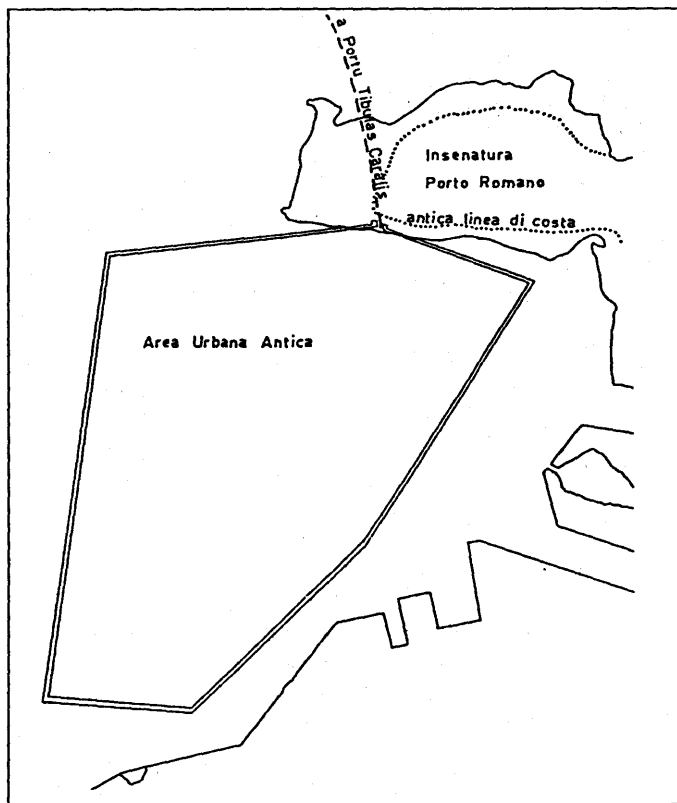 a Portu Tibulas Caralis
Insenatura
Porto Romano
antica linea di costa
Area Urbana Antica